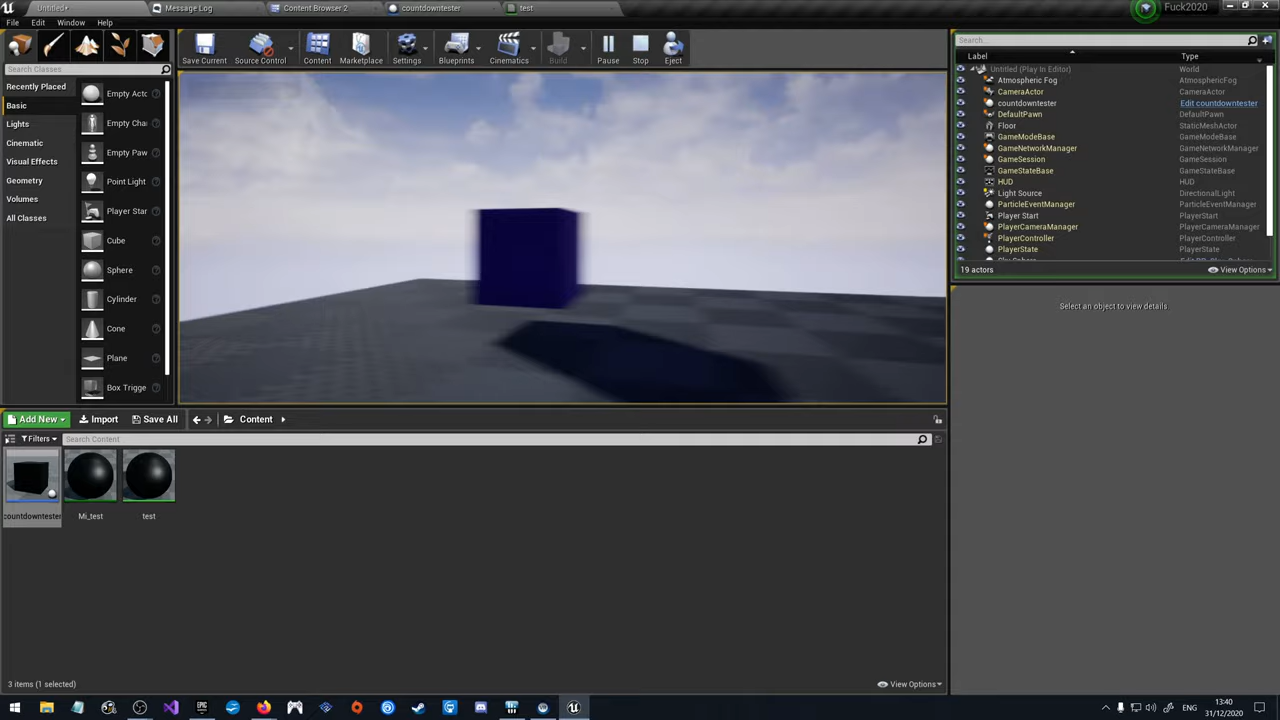 Untitled*
Message Log
Content Browser 2
countdowntester
test
Fuck2020
File
Edit
Window
Help
Save Current
Source Control
Content
Marketplace
Settings
Blueprints
Cinematics
Build
Pause
Stop
Eject
Search Classes
Recently Placed
Basic
Lights
Cinematic
Visual Effects
Geometry
Volumes
All Classes
Empty Acto
Empty Cha
Empty Paw
Point Light
Player Star
Cube
Sphere
Cylinder
Cone
Plane
Box Trigge
Search...
Label
Type
Untitled (Play In Editor)
World
Atmospheric Fog
AtmosphericFog
CameraActor
CameraActor
countdowntester
Edit countdowntester
DefaultPawn
DefaultPawn
Floor
StaticMeshActor
GameModeBase
GameModeBase
GameNetworkManager
GameNetworkManager
GameSession
GameSession
GameStateBase
GameStateBase
HUD
HUD
Light Source
DirectionalLight
ParticleEventManager
ParticleEventManager
Player Start
PlayerStart
PlayerCameraManager
PlayerCameraManager
PlayerController
PlayerController
PlayerState
PlayerState
19 actors
View Options
Select an object to view details.
Add New
Import
Save All
Content
Filters
Search Content
countdowntester
Mi_test
test
3 items (1 selected)
View Options
ENG
13:40
31/12/2020